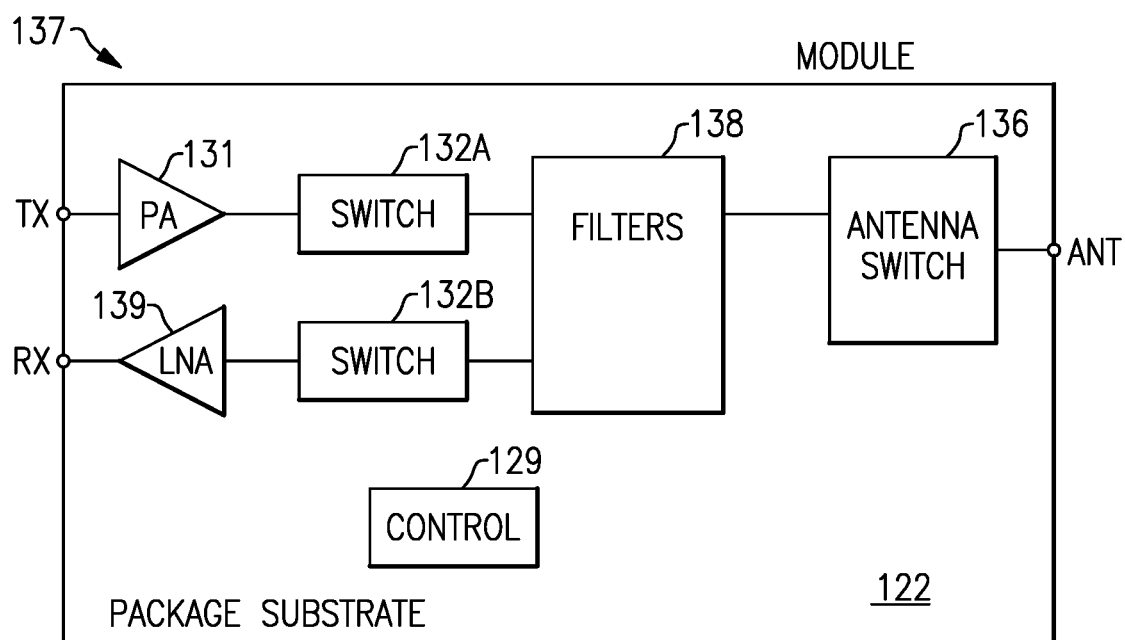 137
MODULE
131
132A
138
136
TX
PA
SWITCH
FILTERS
ANTENNA
SWITCH
ANT
139
132B
RX
LNA
SWITCH
129
CONTROL
122
PACKAGE SUBSTRATE